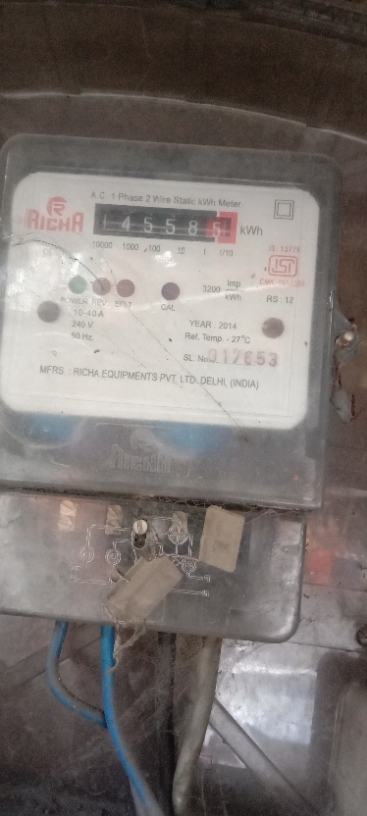 A.C. 1 Phase 2 Wire Static kWh Meter
RICHA
145585 kWh
10000 1000 100 10 1 1/10
IS:13779
ISI
POWER REV. E/LT CAL
3200 Imp/kWh
RS : 12
10-40 A
240 V
50 Hz.
YEAR : 2014
Ref. Temp. - 27°C
SL. No. 017653
MFRS : RICHA EQUIPMENTS PVT. LTD. DELHI, (INDIA)